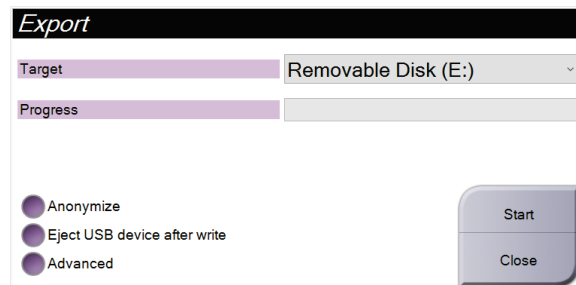 Export
Target
Removable Disk (E:)
Progress
Anonymize
Eject USB device after write
Advanced
Start
Close